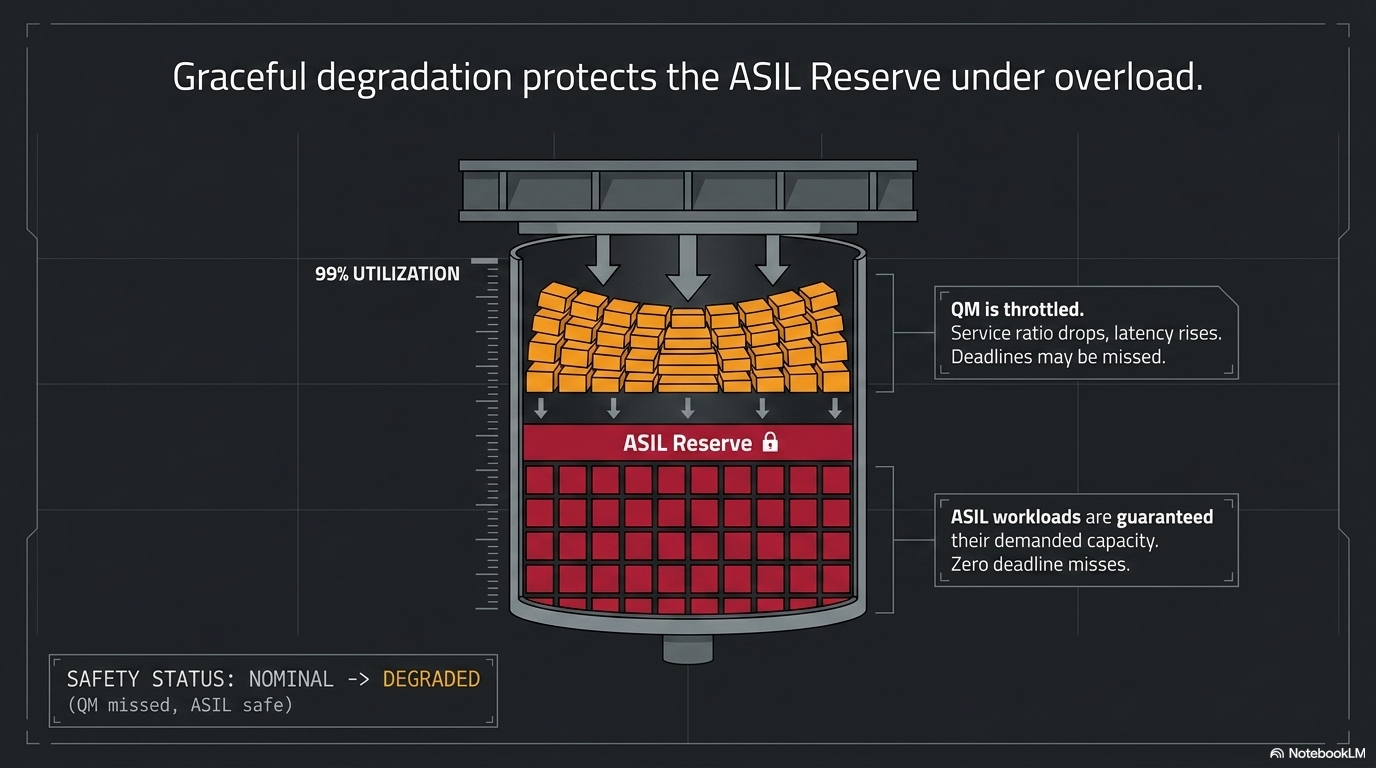 Graceful degradation protects the ASIL Reserve under overload.
99% UTILIZATION
QM is throttled.
Service ratio drops, latency rises.
Deadlines may be missed.
ASIL Reserve
ASIL workloads are guaranteed
their demanded capacity.
Zero deadline misses.
SAFETY STATUS: NOMINAL -> DEGRADED
(QM missed, ASIL safe)
NotebookLM